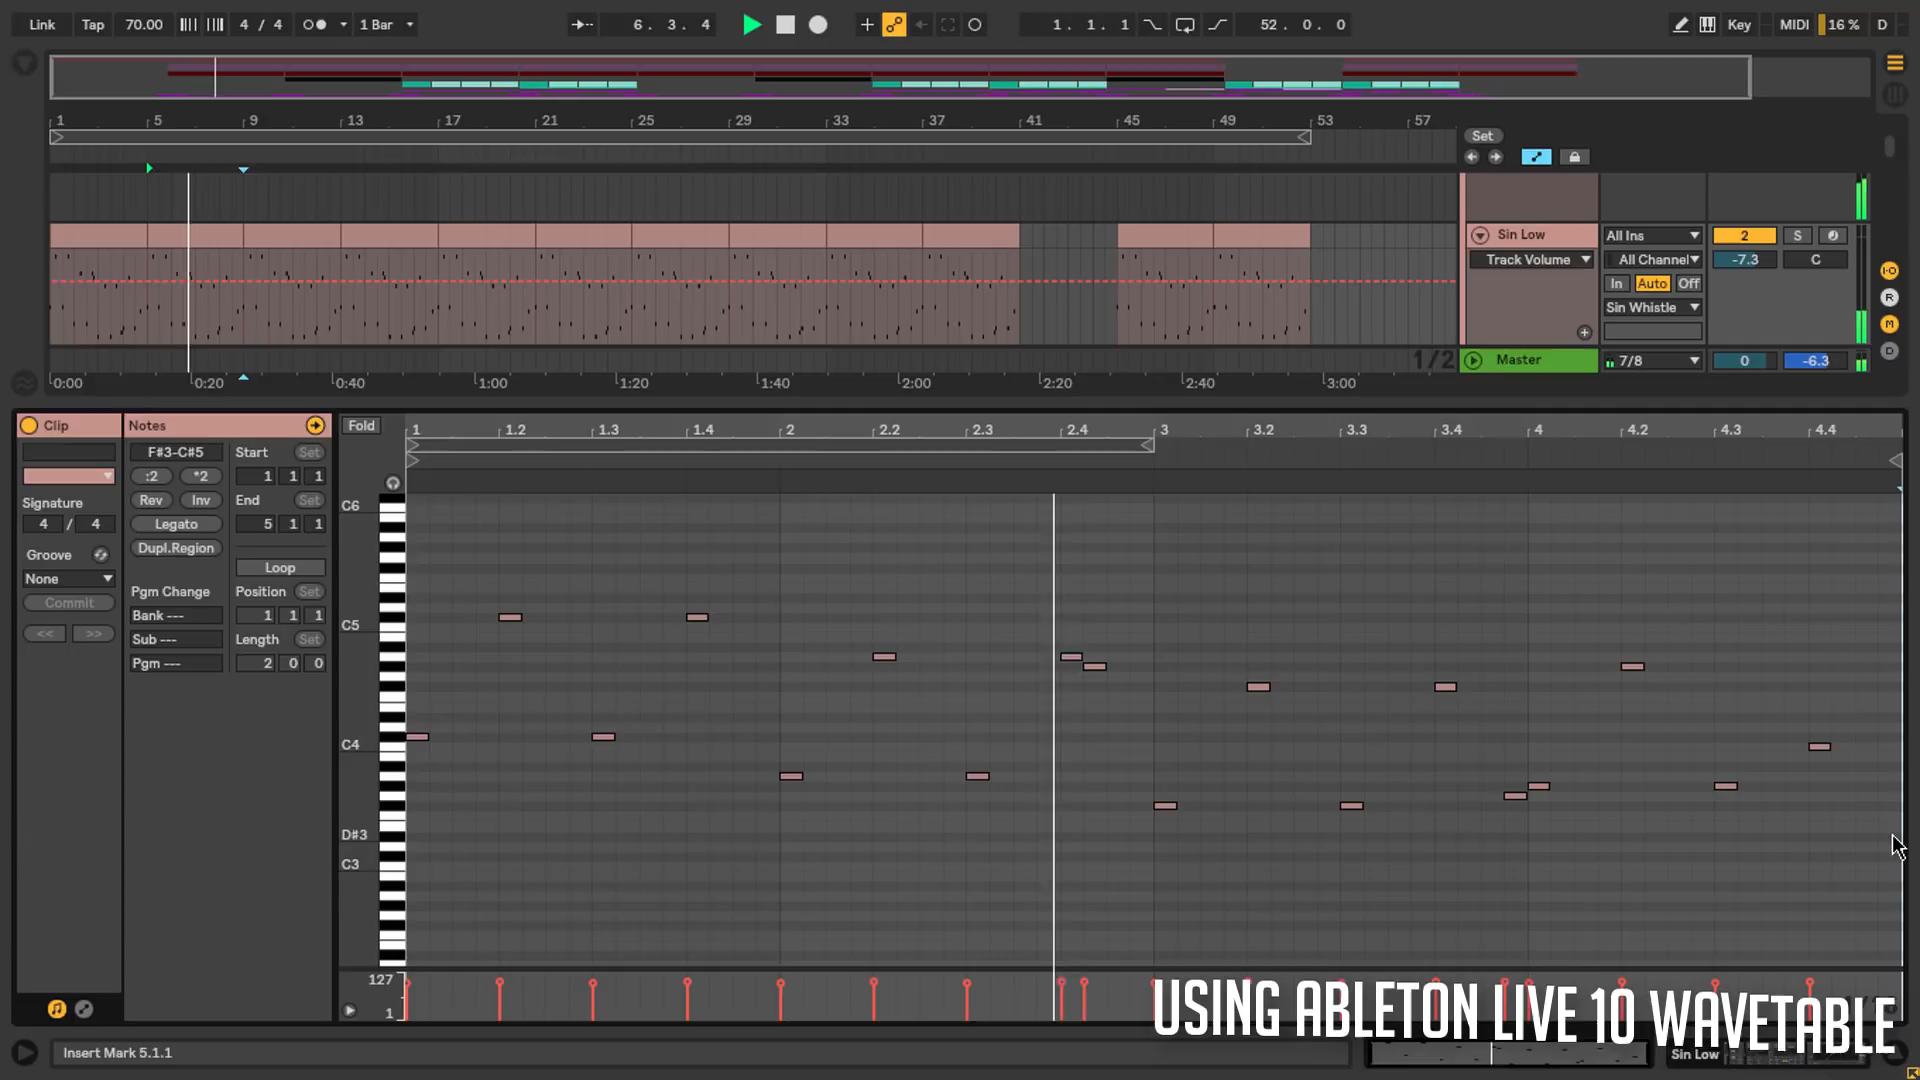 Link Tap 70.00 4 / 4 1 Bar 6. 3. 4 1. 1. 1 52. 0. 0 Key MIDI 16 % D
1 5 9 13 17 21 25 29 33 37 41 45 49 53 57
Set
Sin Low All Ins 2 S
Track Volume All Channel -7.3 C
In Auto Off
Sin Whistle
1/2 Master 7/8 0 -6.3
R
M
D
0:00 0:20 0:40 1:00 1:20 1:40 2:00 2:20 2:40 3:00
Clip Notes Fold 1 1.2 1.3 1.4 2 2.2 2.3 2.4 3 3.2 3.3 3.4 4 4.2 4.3 4.4
F#3-C#5 Start Set
:2 *2 1 1 1
Signature Rev Inv End Set
4 / 4 Legato 5 1 1
Groove Dupl.Region
None Loop
Commit Pgm Change Position Set
Bank --- 1 1 1
<< >> Sub --- Length Set
Pgm --- 2 0 0
C6
C5
C4
D#3
C3
127
1
USING ABLETON LIVE 10 WAVETABLE
Insert Mark 5.1.1 Sin Low